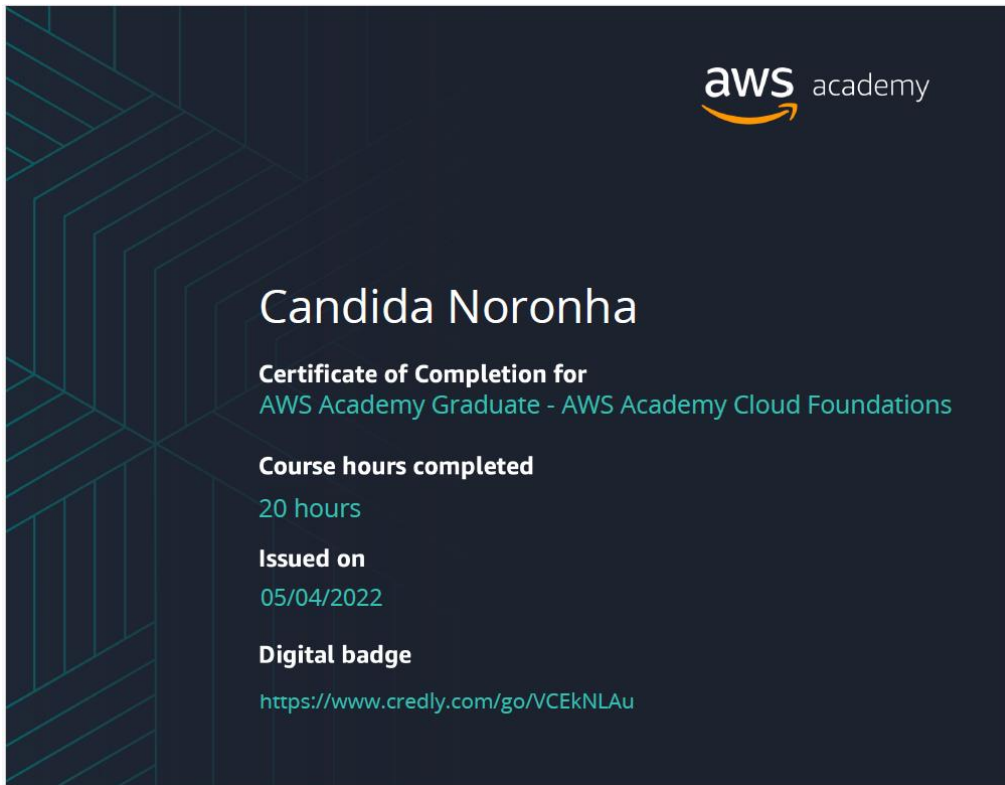 aws academy
Candida Noronha
Certificate of Completion for
AWS Academy Graduate - AWS Academy Cloud Foundations
Course hours completed
20 hours
Issued on
05/04/2022
Digital badge
https://www.credly.com/go/VCEkNLAu